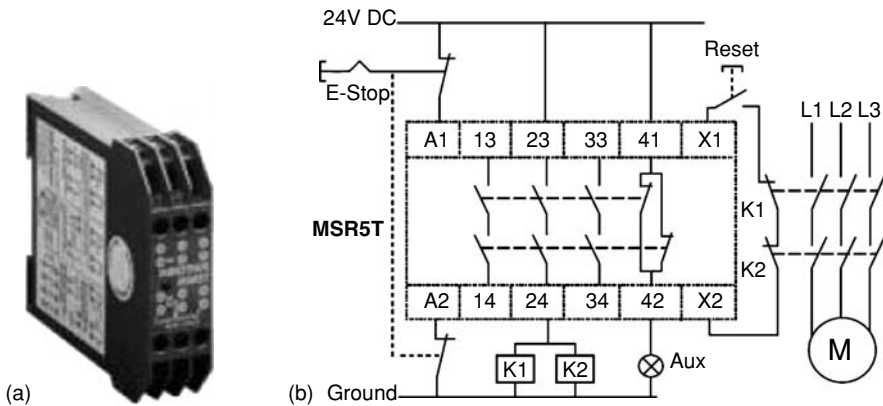 24V DC
E-Stop
Reset
L1 L2 L3
A1 13 23 33 41 X1
MSR5T
K1
K2
A2 14 24 34 42 X2
K1 K2 Aux
M
(a)
(b) Ground